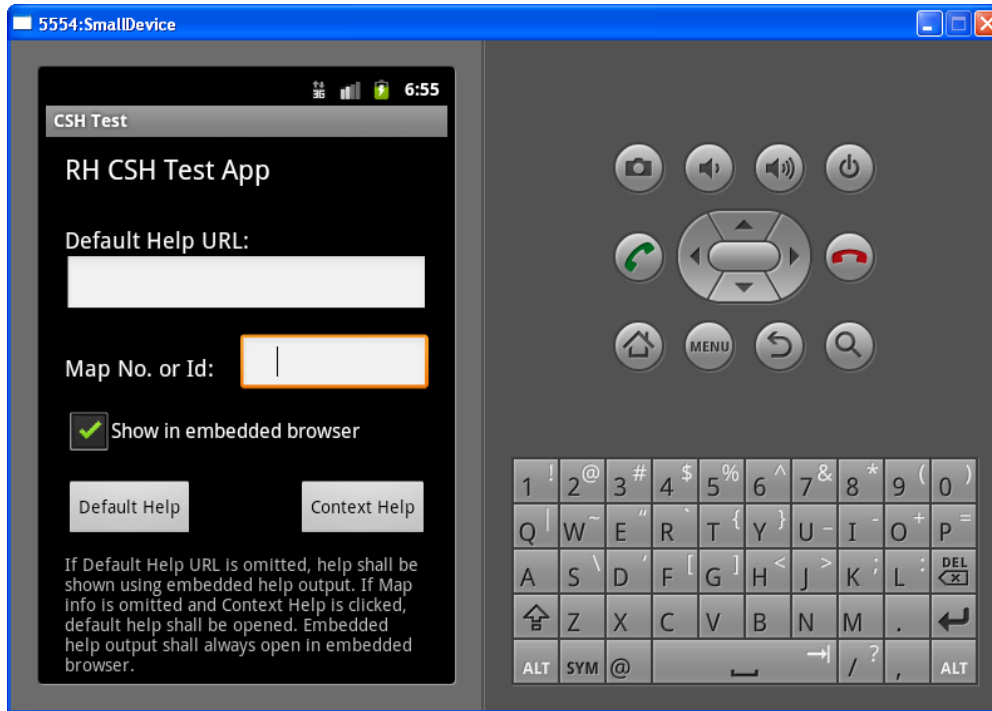 5554:SmallDevice
3G 6:55
CSH Test
RH CSH Test App
Default Help URL:
Map No. or Id:
Show in embedded browser
Default Help Context Help
If Default Help URL is omitted, help shall be
shown using embedded help output. If Map
info is omitted and Context Help is clicked,
default help shall be opened. Embedded
help output shall always open in embedded
browser.
MENU
1 ! 2 @ 3 # 4 $ 5 % 6 ^ 7 & 8 * 9 ( 0 )
Q | W ~ E " R ` T { Y } U _ I - O + P =
A S \ D ' F [ G ] H < J > K ; L : DEL
Z X C V B N M .
ALT SYM @ / ? , ALT